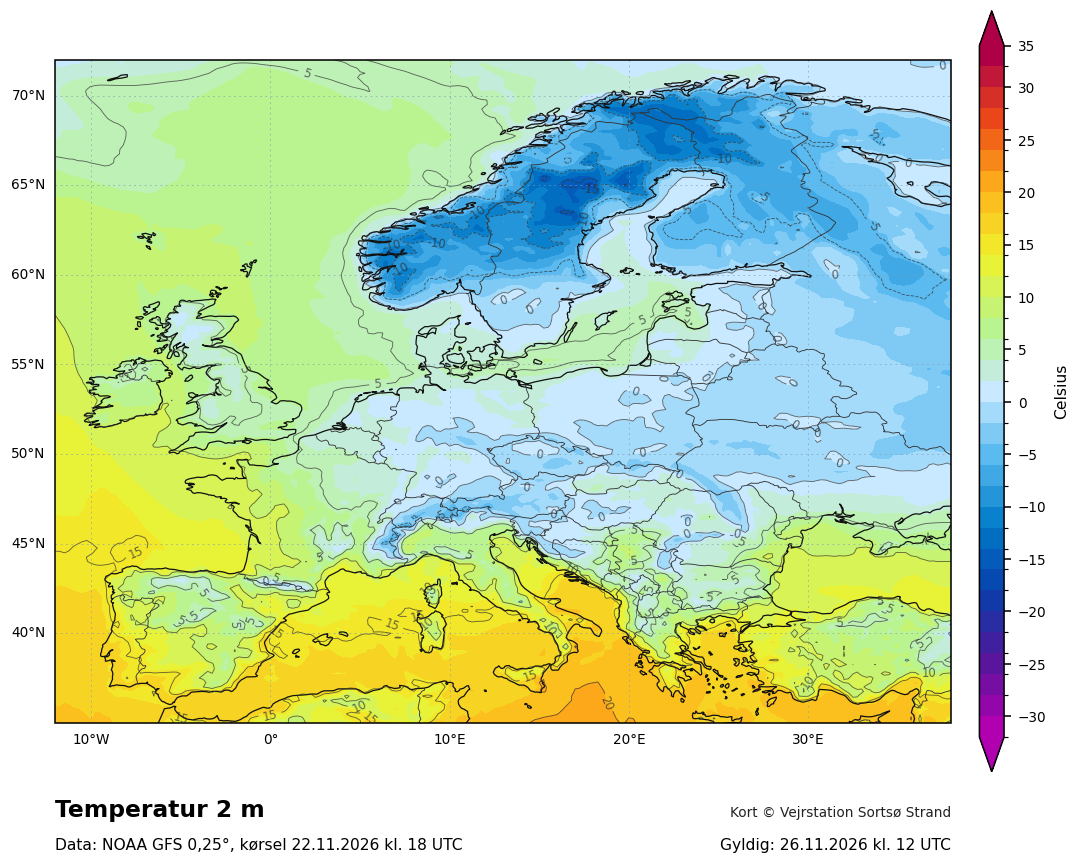 35
30
25
20
15
10
5
0
−5
−10
−15
−20
−25
−30
Celsius
70°N
65°N
60°N
55°N
50°N
45°N
40°N
10°W
0°
10°E
20°E
30°E
Temperatur 2 m
Kort © Vejrstation Sortsø Strand
Data: NOAA GFS 0,25°, kørsel 22.11.2026 kl. 18 UTC
Gyldig: 26.11.2026 kl. 12 UTC